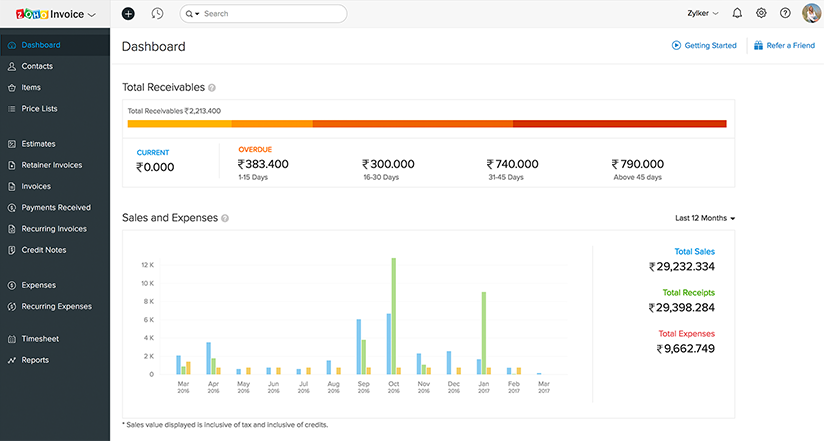 ZOHO Invoice
Search
Zylker
Dashboard
Contacts
Items
Price Lists
Estimates
Retainer Invoices
Invoices
Payments Received
Recurring Invoices
Credit Notes
Expenses
Recurring Expenses
Timesheet
Reports
Dashboard
Getting Started
Refer a Friend
Total Receivables ?
Total Receivables ₹2,213.400
CURRENT
₹0.000
OVERDUE
₹383.400
1-15 Days
₹300.000
16-30 Days
₹740.000
31-45 Days
₹790.000
Above 45 days
Sales and Expenses ?
Last 12 Months
12 K
10 K
8 K
6 K
4 K
2 K
0
Mar 2016
Apr 2016
May 2016
Jun 2016
Jul 2016
Aug 2016
Sep 2016
Oct 2016
Nov 2016
Dec 2016
Jan 2017
Feb 2017
Mar 2017
Total Sales
₹29,232.334
Total Receipts
₹29,398.284
Total Expenses
₹9,662.749
* Sales value displayed is inclusive of tax and inclusive of credits.